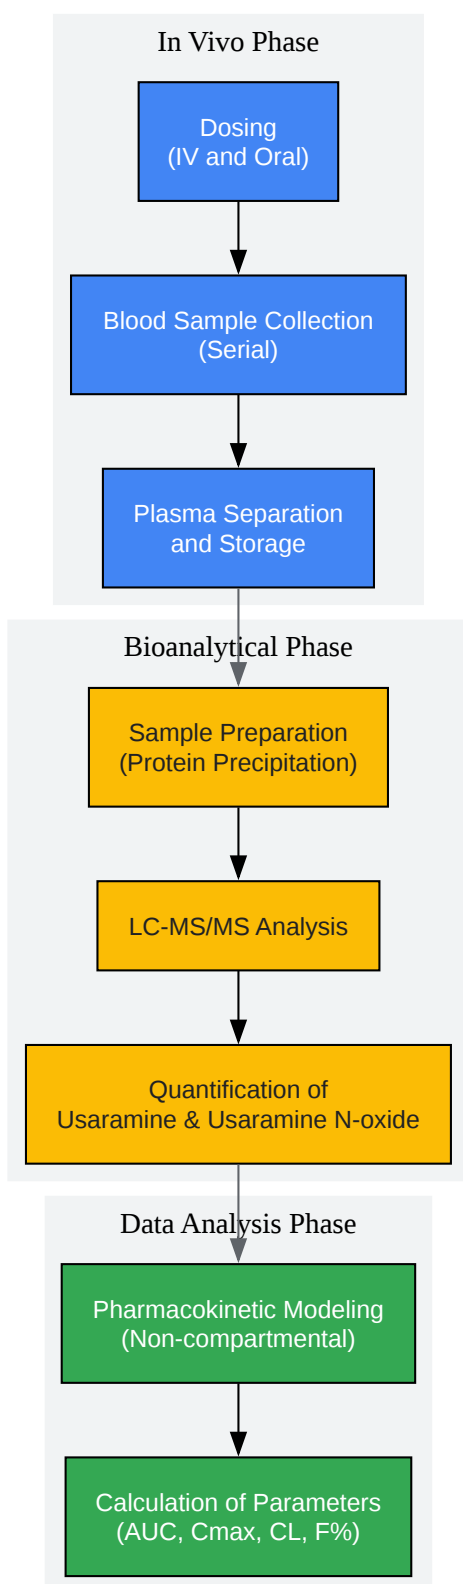 In Vivo Phase
Dosing
(IV and Oral)
Blood Sample Collection
(Serial)
Plasma Separation
and Storage
Bioanalytical Phase
Sample Preparation
(Protein Precipitation)
LC-MS/MS Analysis
Quantification of
Usaramine & Usaramine N-oxide
Data Analysis Phase
Pharmacokinetic Modeling
(Non-compartmental)
Calculation of Parameters
(AUC, Cmax, CL, F%)